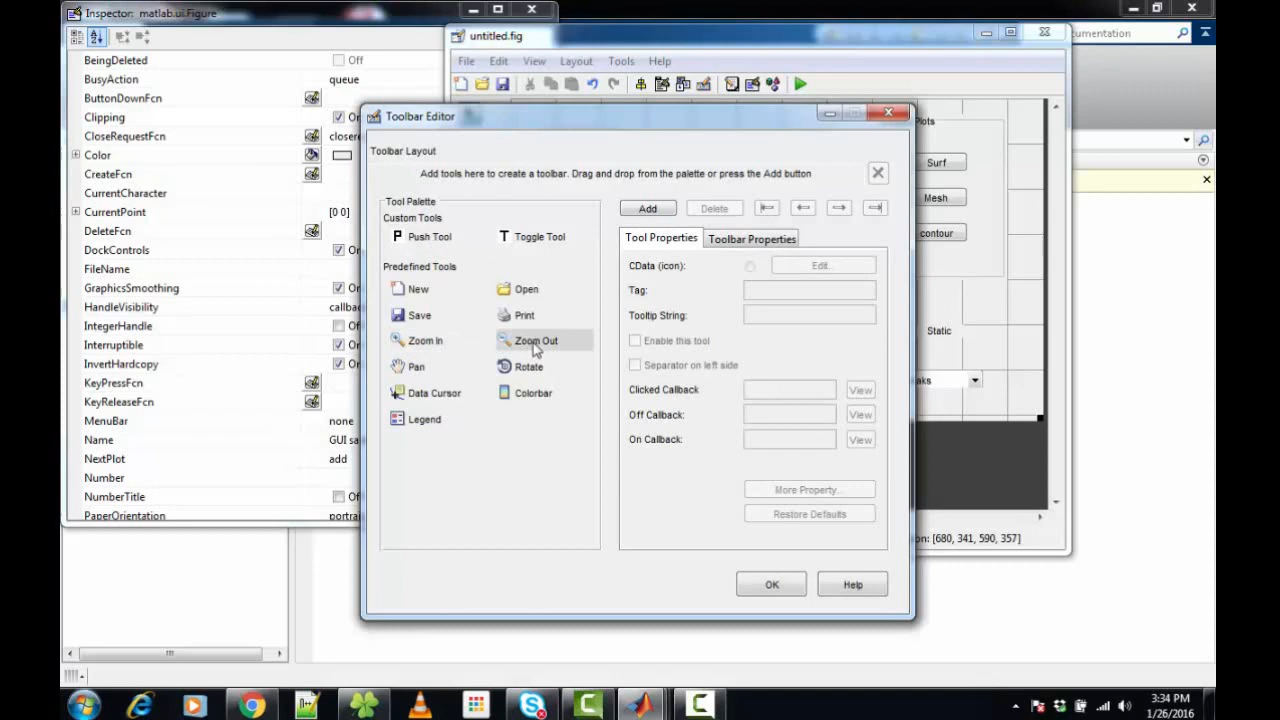 Inspector: matlab.ui.Figure
BeingDeleted Off
BusyAction queue
ButtonDownFcn
Clipping
CloseRequestFcn
Color
CreateFcn
CurrentCharacter
CurrentPoint [0 0]
DeleteFcn
DockControls
FileName
GraphicsSmoothing
HandleVisibility
IntegerHandle
Interruptible
InvertHardcopy
KeyPressFcn
KeyReleaseFcn
MenuBar none
Name GUI
NextPlot add
Number
NumberTitle
PaperOrientation
untitled.fig
File Edit View Layout Tools Help
Plots
Surf
Mesh
contour
Static
[680, 341, 590, 357]
Toolbar Editor
Toolbar Layout
Add tools here to create a toolbar. Drag and drop from the palette or press the Add button
Tool Palette
Custom Tools
P Push Tool T Toggle Tool
Predefined Tools
New Open
Save Print
Zoom In Zoom Out
Pan Rotate
Data Cursor Colorbar
Legend
Add Delete
Tool Properties Toolbar Properties
CData (icon): Edit...
Tag:
Tooltip String:
Enable this tool
Separator on left side
Clicked Callback View
Off Callback: View
On Callback: View
More Property...
Restore Defaults
OK Help
3:34 PM
1/26/2016